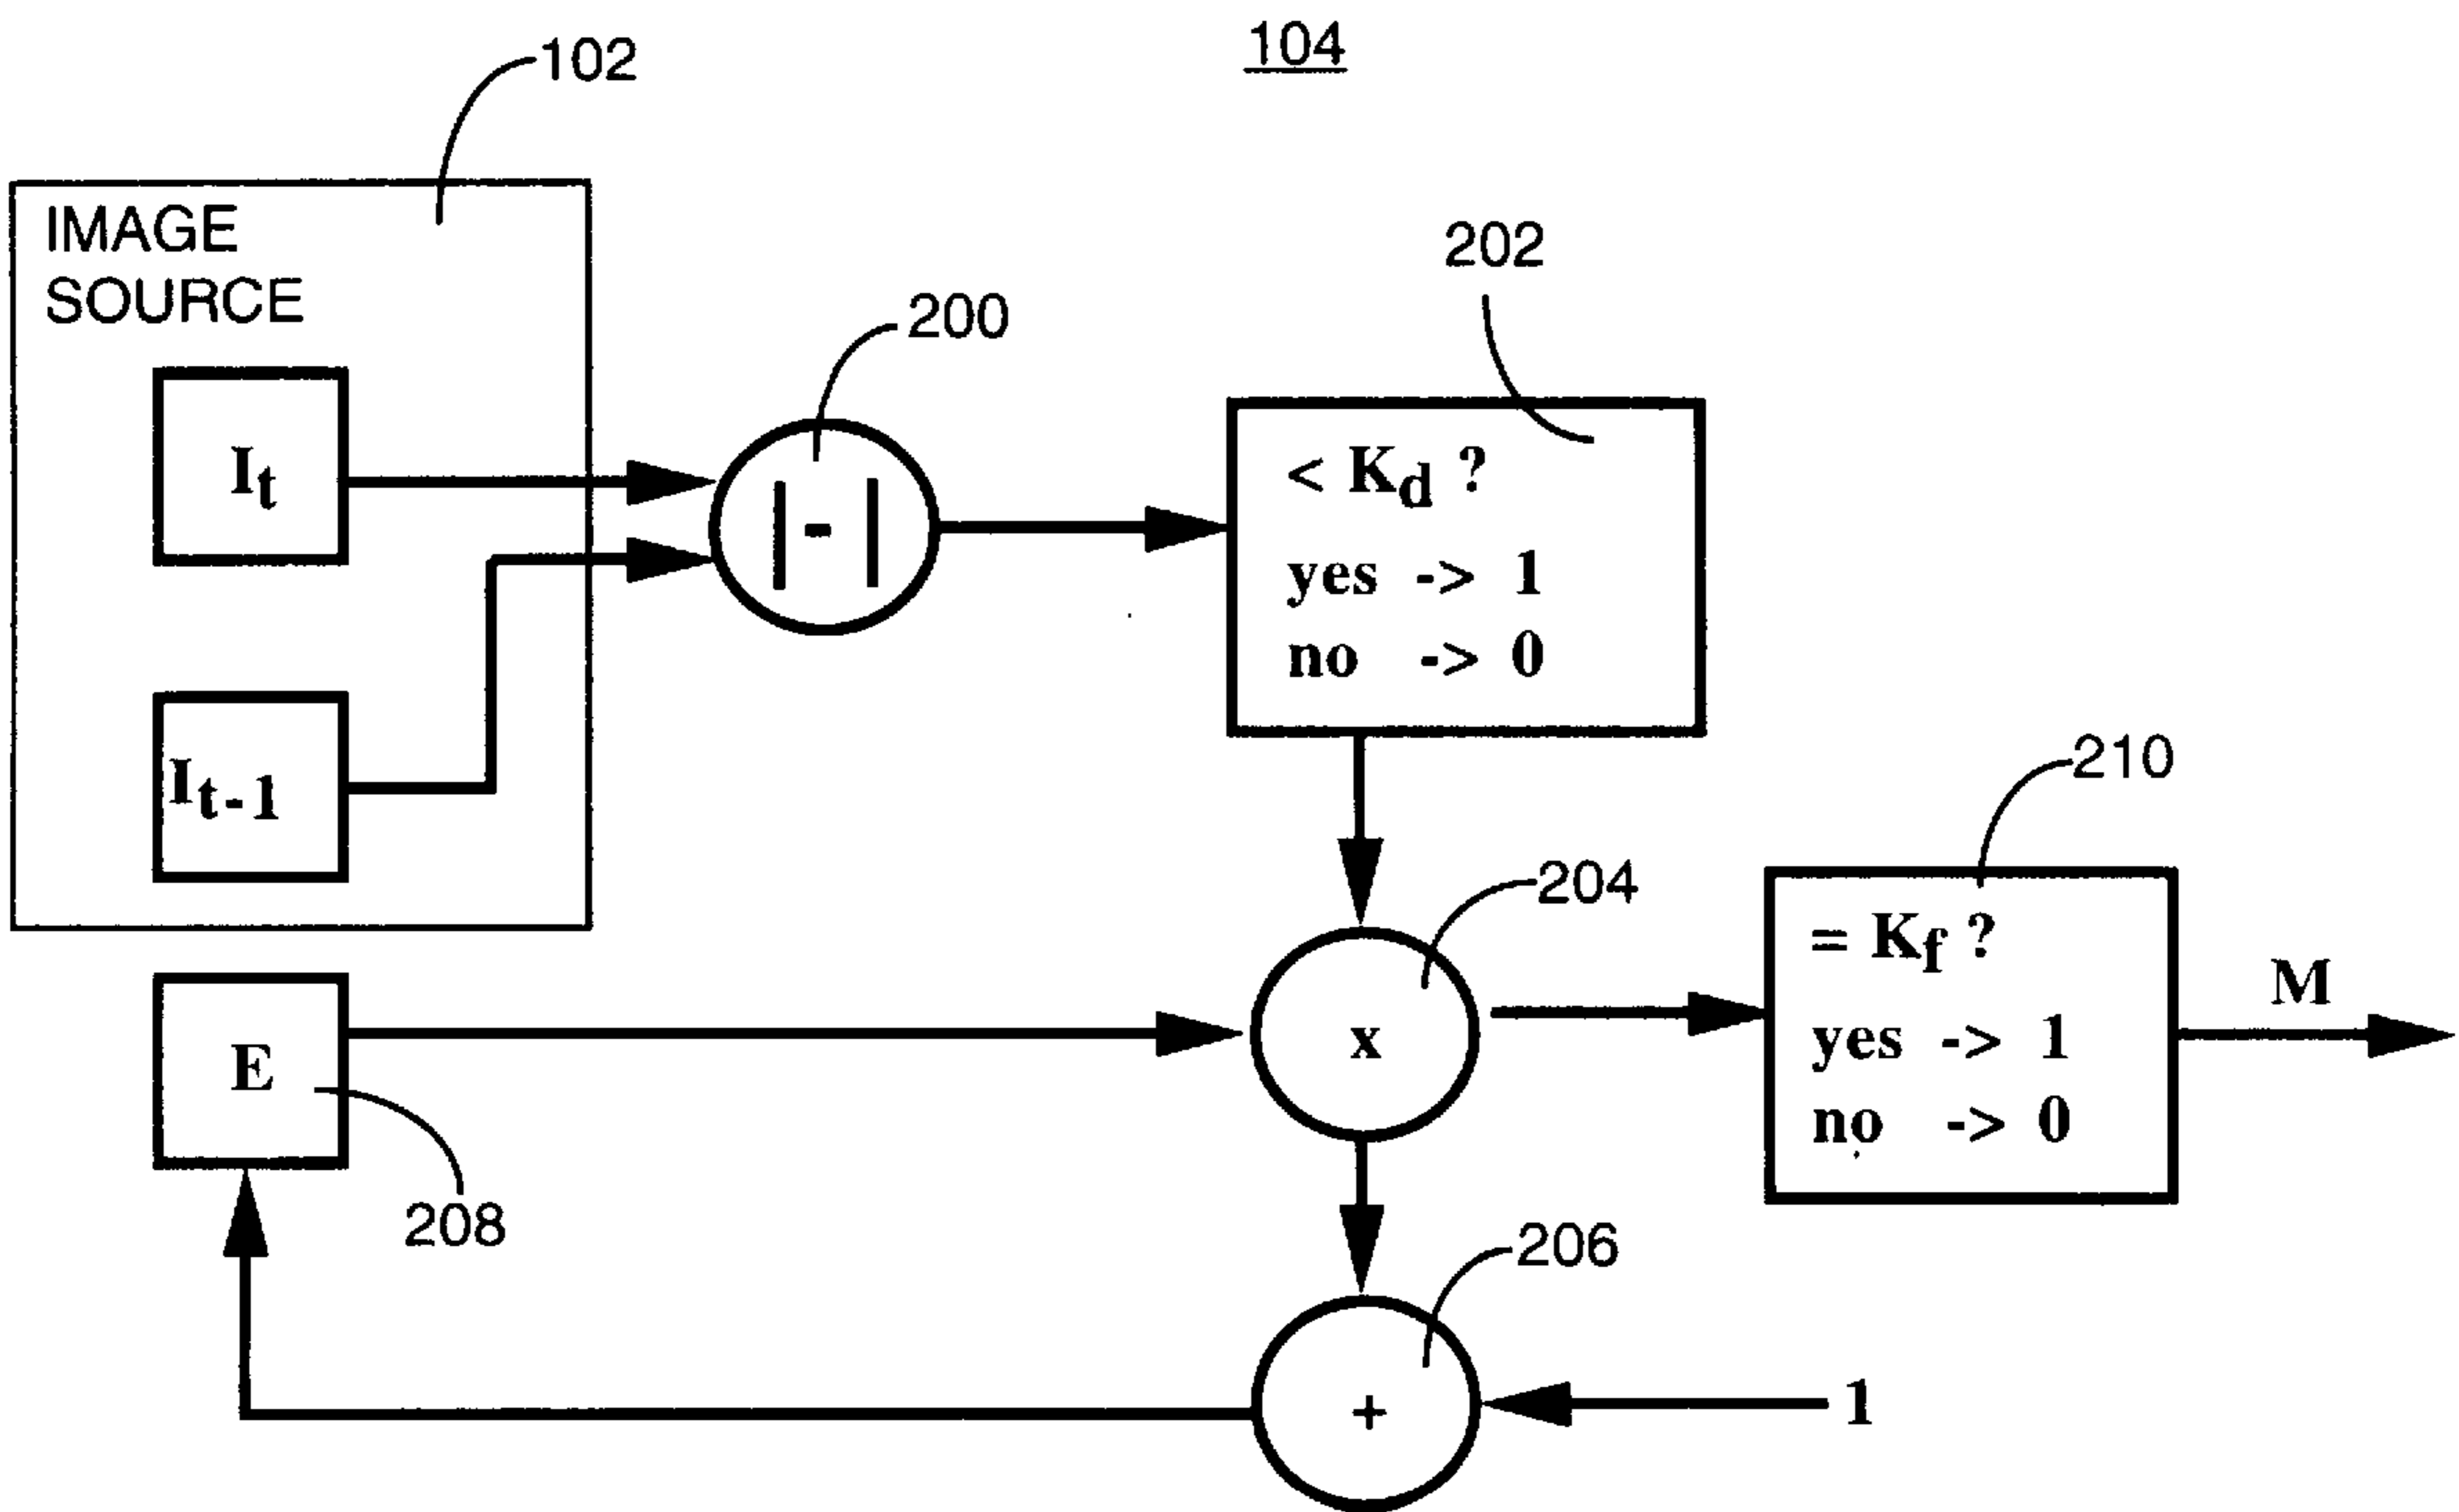 104
102
IMAGE
SOURCE
202
200
It
< Kd ?
yes -> 1
no -> 0
It-1
210
204
= Kf ?
yes -> 1
no -> 0
M
x
E
208
206
+
1